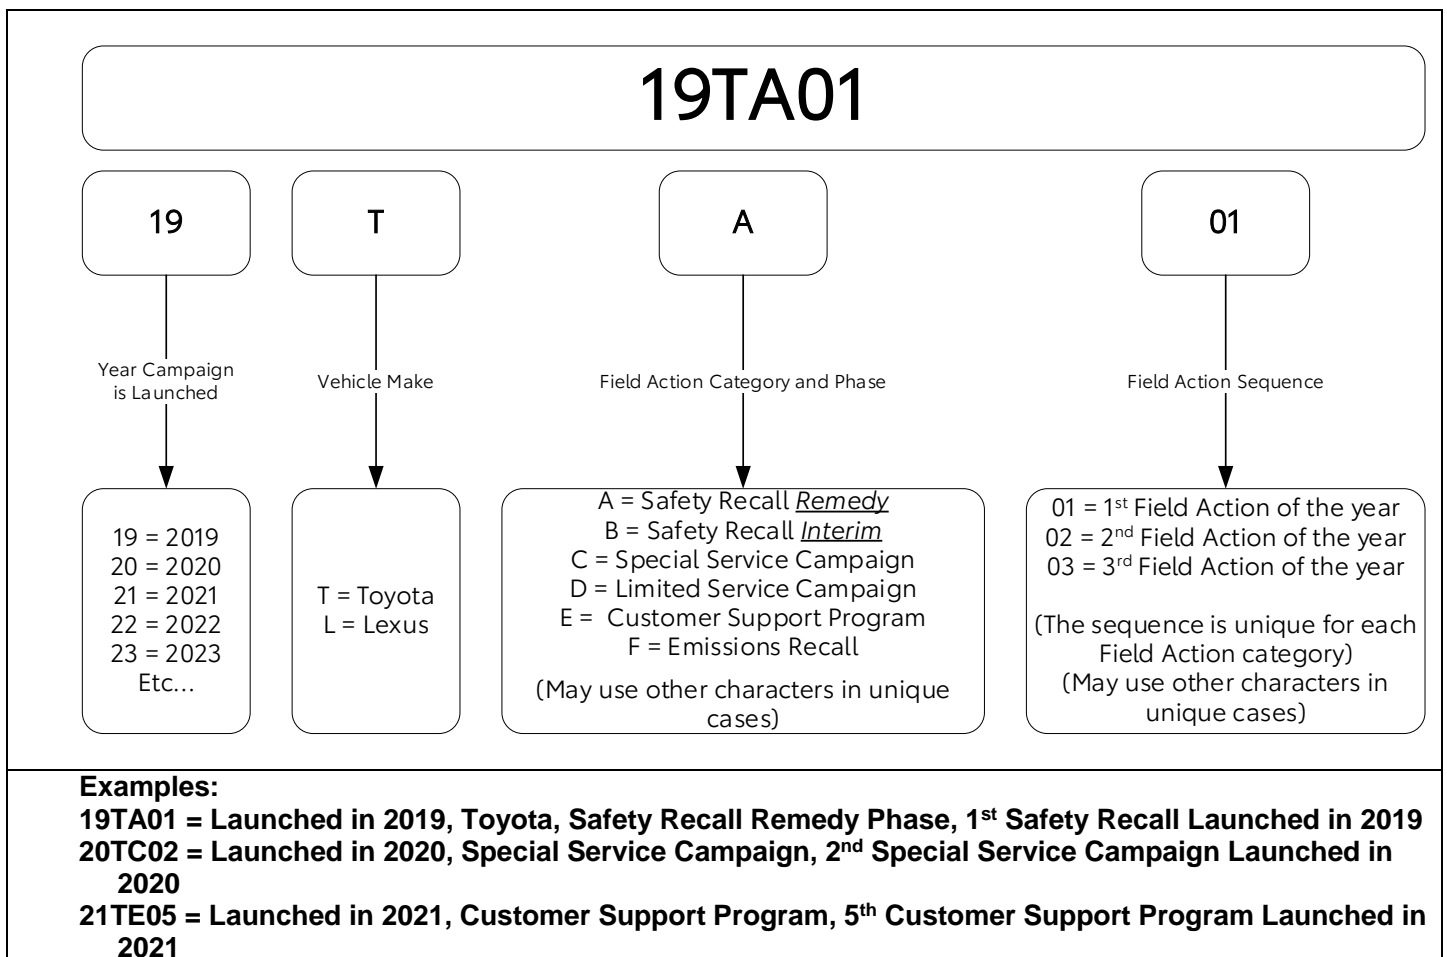 19TA01
19
T
A
01
Year Campaign
is Launched
Vehicle Make
Field Action Category and Phase
Field Action Sequence
19 = 2019
20 = 2020
21 = 2021
22 = 2022
23 = 2023
Etc…
T = Toyota
L = Lexus
A = Safety Recall Remedy
B = Safety Recall Interim
C = Special Service Campaign
D = Limited Service Campaign
E =  Customer Support Program
F = Emissions Recall
(May use other characters in unique
cases)
01 = 1st Field Action of the year
02 = 2nd Field Action of the year
03 = 3rd Field Action of the year
(The sequence is unique for each
Field Action category)
(May use other characters in
unique cases)
Examples:
19TA01 = Launched in 2019, Toyota, Safety Recall Remedy Phase, 1st Safety Recall Launched in 2019
20TC02 = Launched in 2020, Special Service Campaign, 2nd Special Service Campaign Launched in
2020
21TE05 = Launched in 2021, Customer Support Program, 5th Customer Support Program Launched in
2021